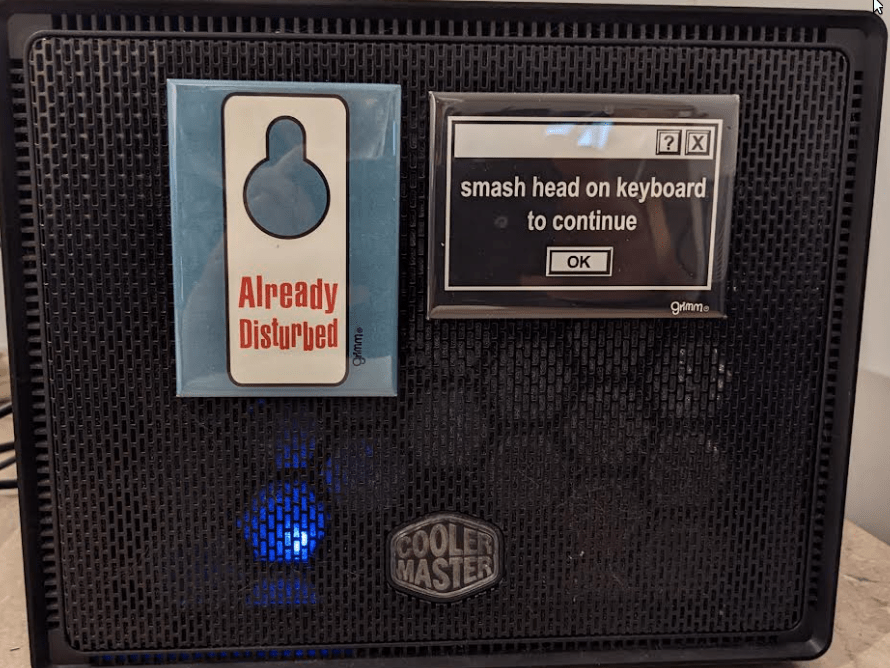 Already
Disturbed
grimm®
? X
smash head on keyboard
to continue
OK
grimm®
COOLER
MASTER